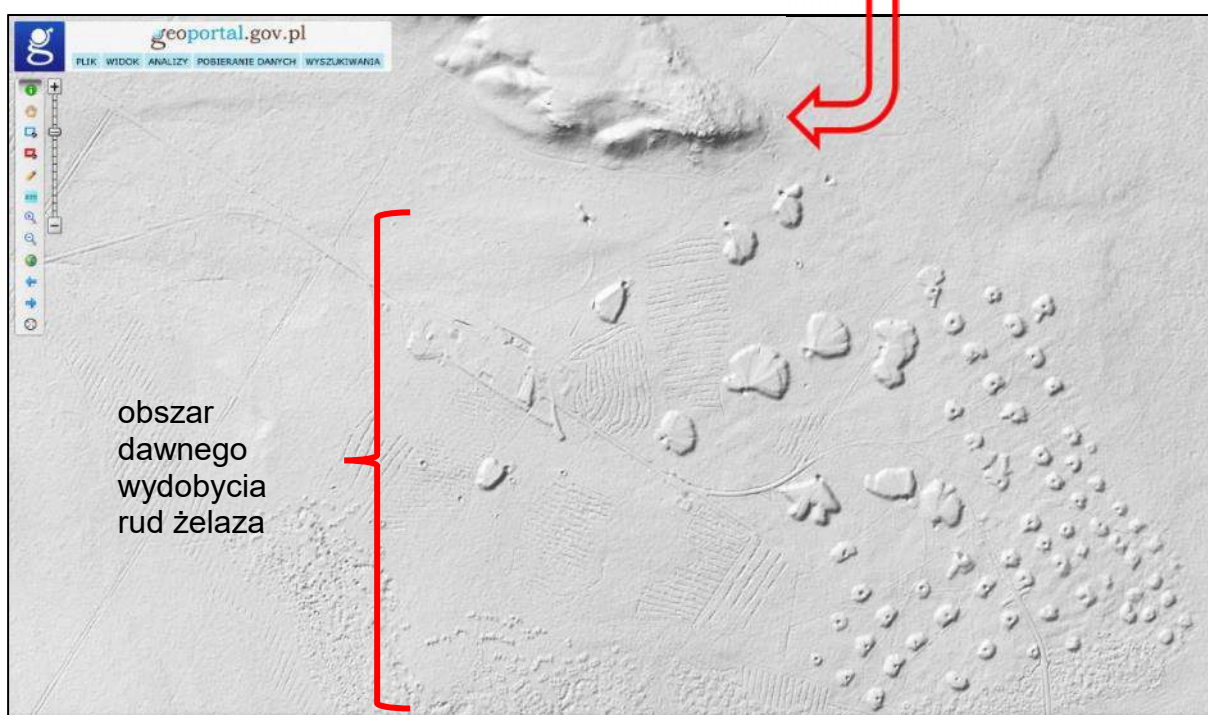 g
geoportal.gov.pl
PLIK WIDOK ANALIZY POBIERANIE DANYCH WYSZUKIWANIA
obszar
dawnego
wydobycia
rud żelaza